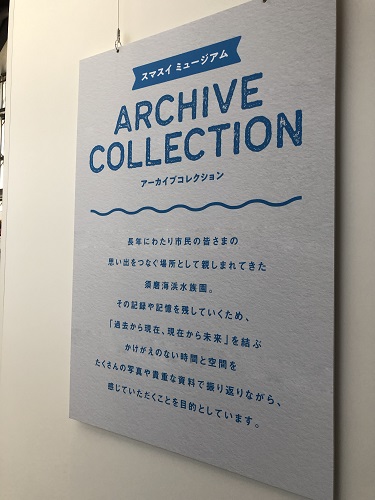 スマスイ ミュージアム
ARCHIVE
COLLECTION
アーカイブコレクション
長年にわたり市民の皆さまの
思い出をつなぐ場所として親しまれてきた
須磨海浜水族園。
その記録や記憶を残していくため、
「過去から現在、現在から未来」を結ぶ
かけがえのない時間と空間を
たくさんの写真や貴重な資料で振り返りながら、
感じていただくことを目的としています。